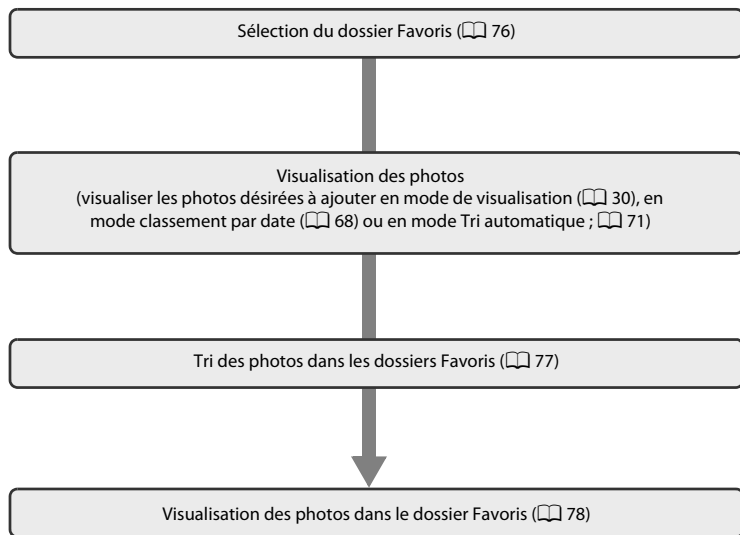 Sélection du dossier Favoris (📖 76)
Visualisation des photos
(visualiser les photos désirées à ajouter en mode de visualisation (📖 30), en
mode classement par date (📖 68) ou en mode Tri automatique ; 📖 71)
Tri des photos dans les dossiers Favoris (📖 77)
Visualisation des photos dans le dossier Favoris (📖 78)